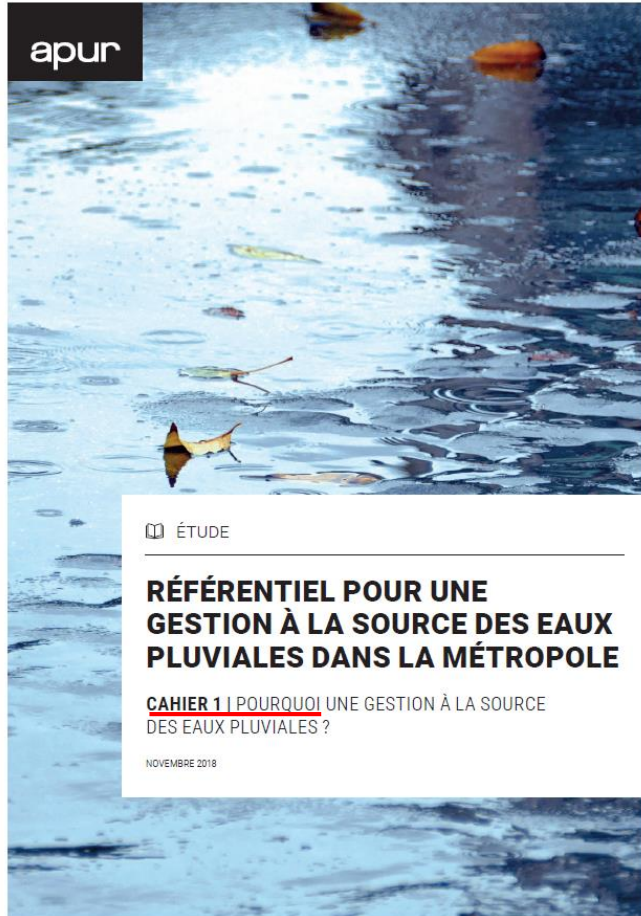 apur
ÉTUDE
RÉFÉRENTIEL POUR UNE
GESTION À LA SOURCE DES EAUX
PLUVIALES DANS LA MÉTROPOLE
CAHIER 1 | POURQUOI UNE GESTION À LA SOURCE
DES EAUX PLUVIALES ?
NOVEMBRE 2018